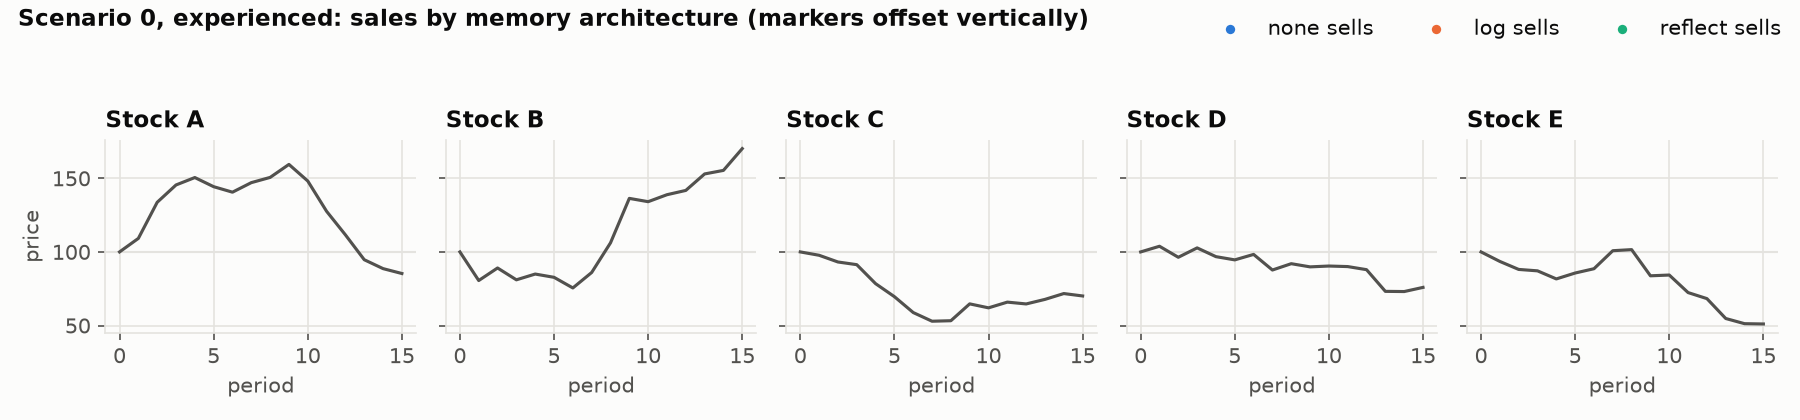 Scenario 0, experienced: sales by memory architecture (markers offset vertically)
none sells log sells reflect sells
Stock A Stock B Stock C Stock D Stock E
150
100
50
price
0 5 10 15 0 5 10 15 0 5 10 15 0 5 10 15 0 5 10 15
period period period period period